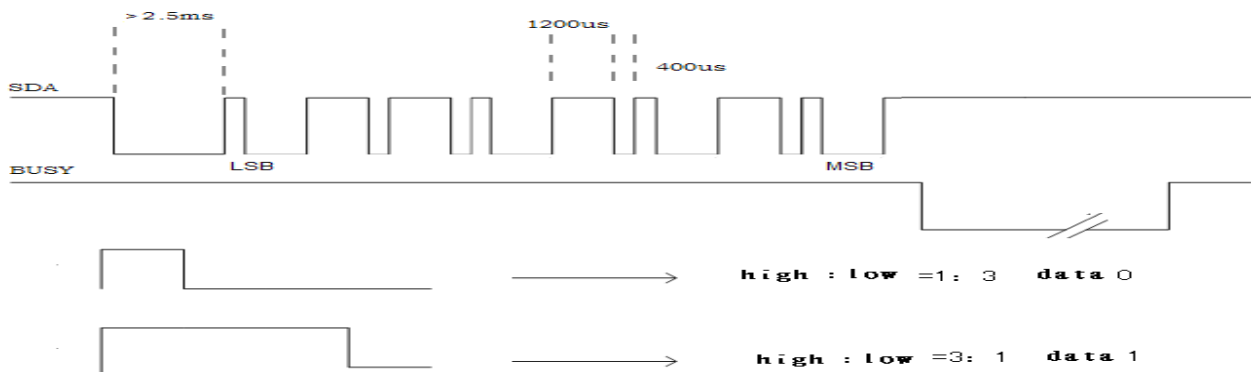 >2.5ms
1200us
400us
SDA
LSB
MSB
BUSY
high : low =1: 3 data 0
high : low =3: 1 data 1